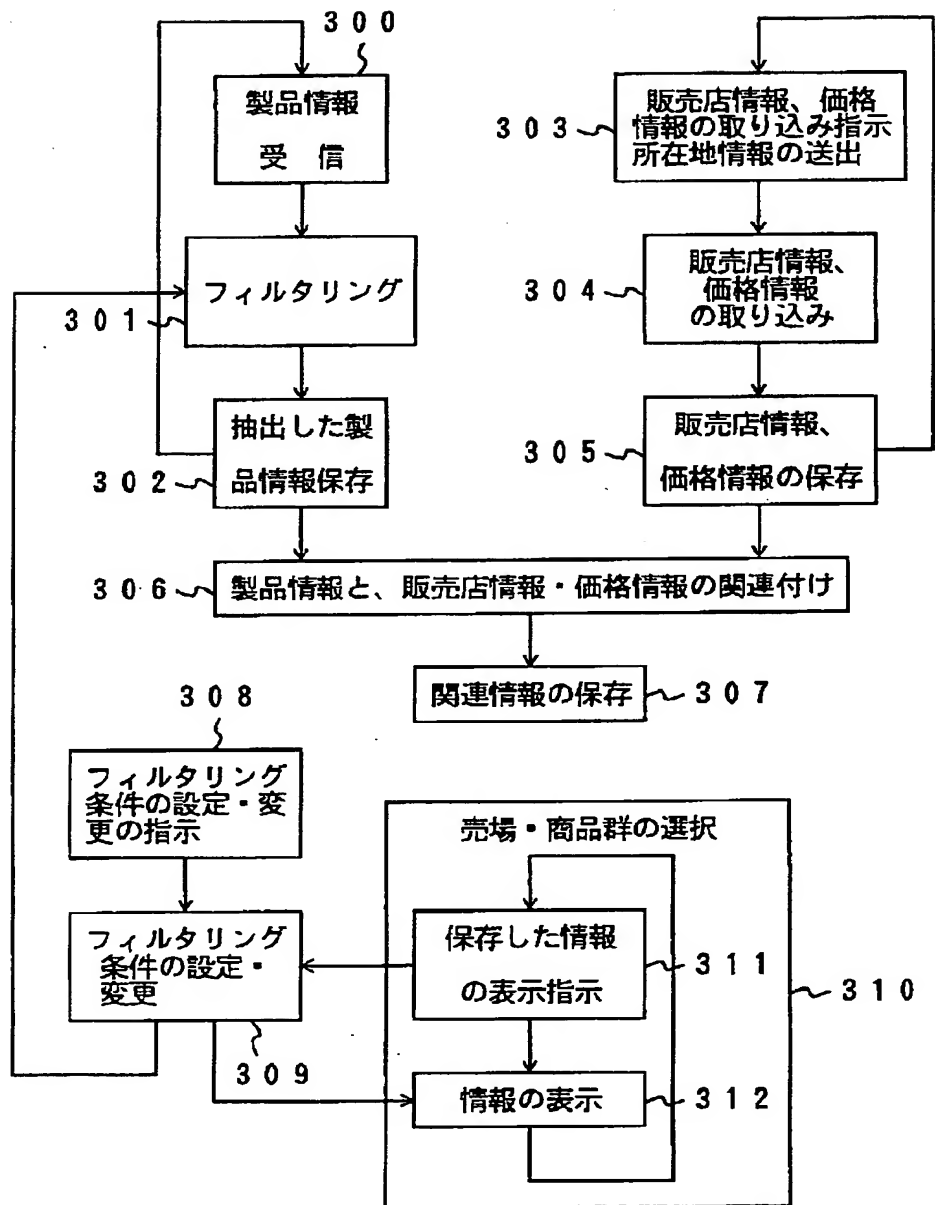 300
製品情報
受 信
303
販売店情報、価格
情報の取り込み指示
所在地情報の送出
301
フィルタリング
304
販売店情報、
価格情報
の取り込み
302
抽出した製
品情報保存
305
販売店情報、
価格情報の保存
306
製品情報と、販売店情報・価格情報の関連付け
関連情報の保存
307
308
フィルタリング
条件の設定・変
更の指示
309
フィルタリング
条件の設定・
変更
売場・商品群の選択
310
保存した情報
の表示指示
311
情報の表示
312